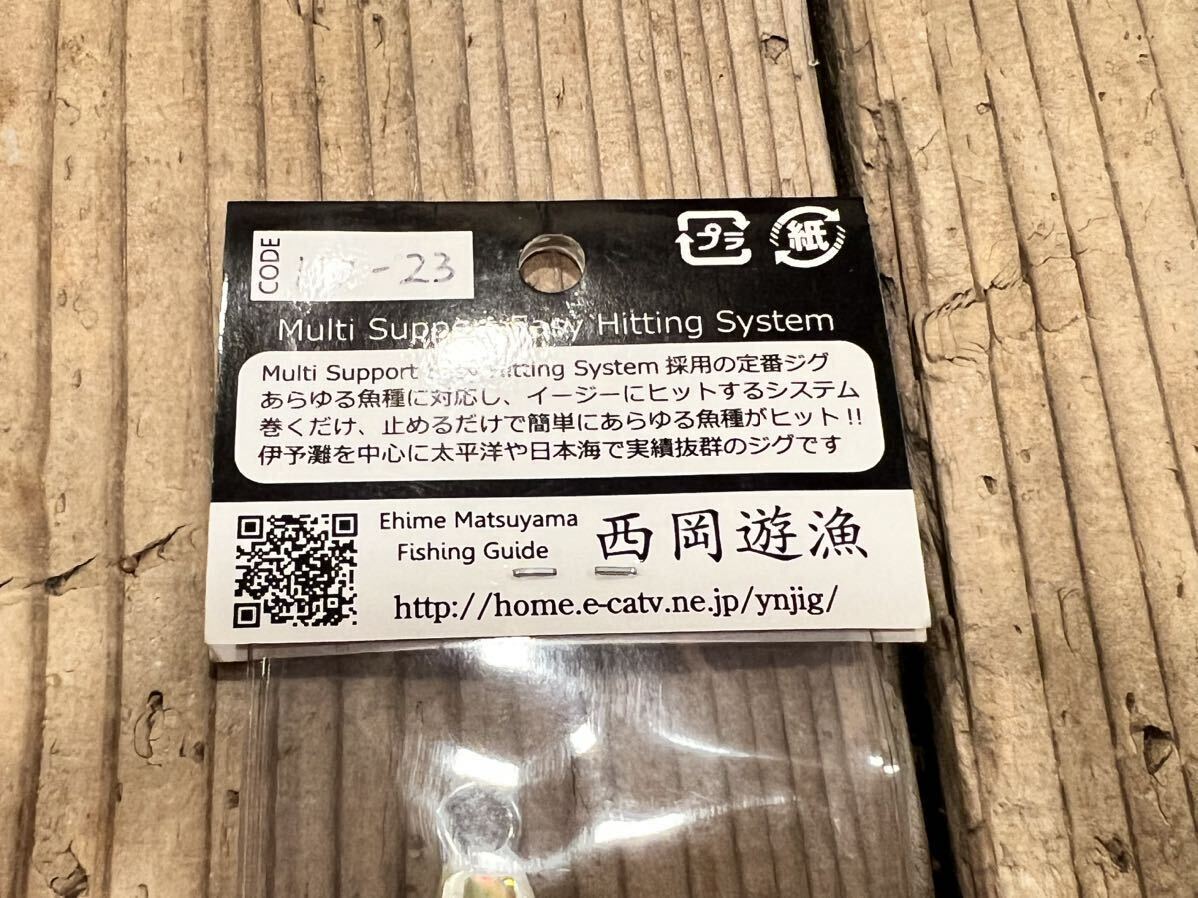 CODE
-23
プラ
紙
Multi Support Easy Hitting System
Multi Support Easy Hitting System 採用の定番ジグ
あらゆる魚種に対応し、イージーにヒットするシステム
巻くだけ、止めるだけで簡単にあらゆる魚種がヒット!!
伊予灘を中心に太平洋や日本海で実績抜群のジグです
Ehime Matsuyama
Fishing Guide
西岡遊漁
http://home.e-catv.ne.jp/ynjig/